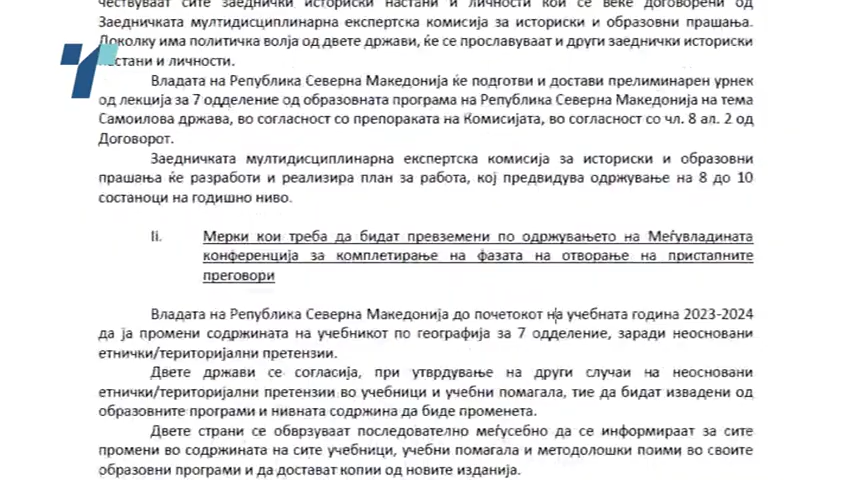 чествуваат сите заеднички историски настани и личности кои се веќе договорени од
Заедничката мултидисциплинарна експертска комисија за историски и образовни прашања.
Доколку има политичка волја од двете држави, ќе се прославуваат и други заеднички историски
настани и личности.
Владата на Република Северна Македонија ќе подготви и достави прелиминарен урнек
од лекција за 7 одделение од образовната програма на Република Северна Македонија на тема
Самоилова држава, во согласност со препораката на Комисијата, во согласност со чл. 8 ал. 2 од
Договорот.
Заедничката мултидисциплинарна експертска комисија за историски и образовни
прашања ќе разработи и реализира план за работа, кој предвидува одржување на 8 до 10
состаноци на годишно ниво.
Ii. Мерки кои треба да бидат превземени по одржувањето на Меѓувладината
конференција за комплетирање на фазата на отворање на пристапните
преговори
Владата на Република Северна Македонија до почетокот на учебната година 2023-2024
да ја промени содржината на учебникот по географија за 7 одделение, заради неосновани
етнички/територијални претензии.
Двете држави се согласија, при утврдување на други случаи на неосновани
етнички/територијални претензии во учебници и учебни помагала, тие да бидат извадени од
образовните програми и нивната содржина да биде променета.
Двете страни се обврзуваат последователно меѓусебно да се информираат за сите
промени во содржината на сите учебници, учебни помагала и методолошки поими во своите
образовни програми и да достават копии од новите изданија.